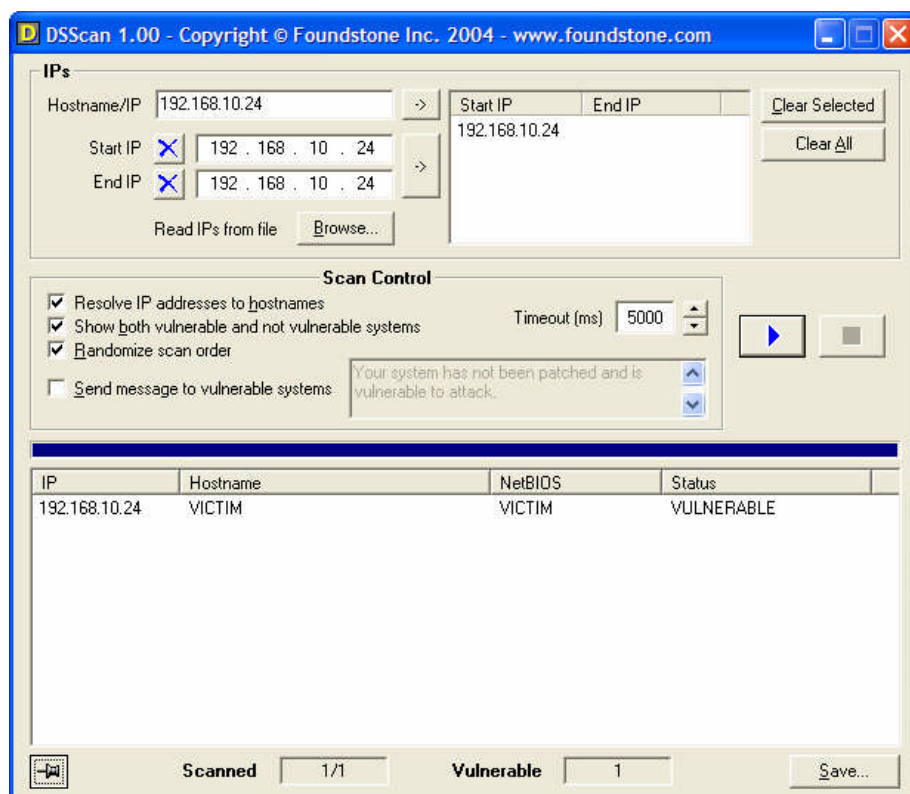 DSScan 1.00 - Copyright © Foundstone Inc. 2004 - www.foundstone.com
IPs
Hostname/IP 192.168.10.24 ->
Start IP 192 . 168 . 10 . 24
End IP 192 . 168 . 10 . 24
->
Read IPs from file Browse...
Start IP End IP
192.168.10.24
Clear Selected
Clear All
Scan Control
Resolve IP addresses to hostnames
Show both vulnerable and not vulnerable systems
Randomize scan order
Send message to vulnerable systems
Timeout (ms) 5000
Your system has not been patched and is
vulnerable to attack.
IP Hostname NetBIOS Status
192.168.10.24 VICTIM VICTIM VULNERABLE
Scanned 1/1 Vulnerable 1 Save...